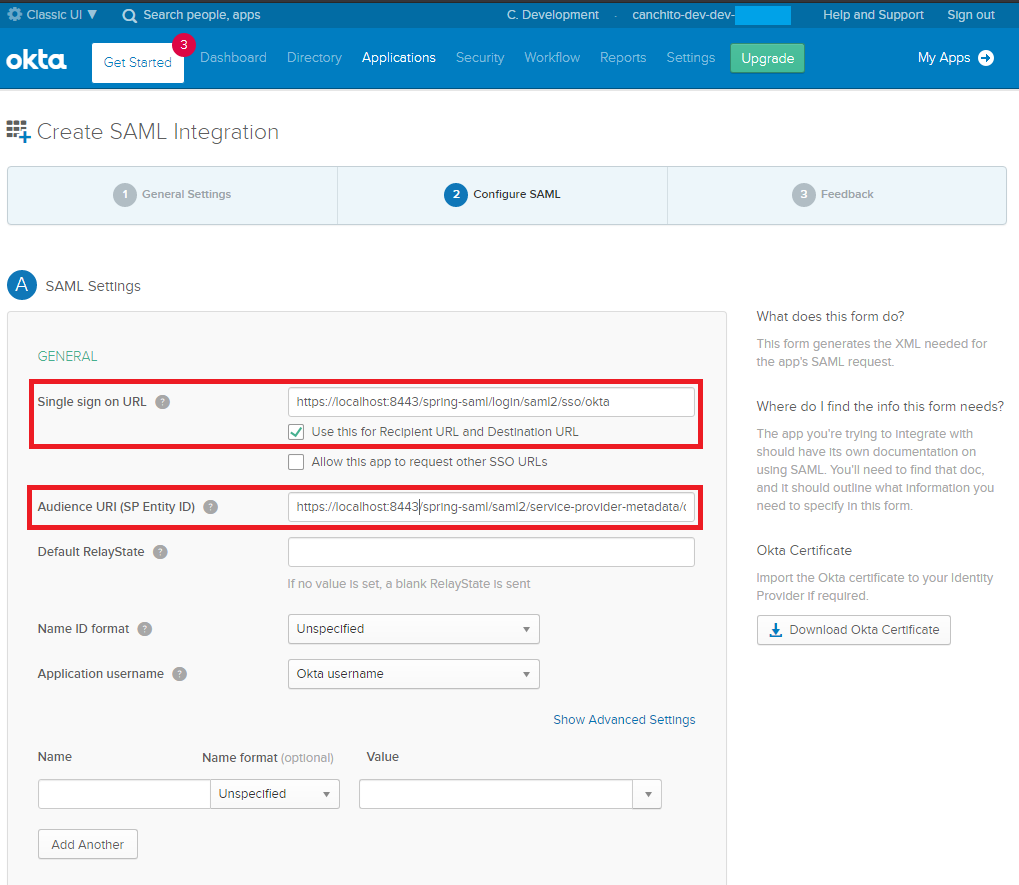 Classic UI ▼ Search people, apps C. Development · canchito-dev-dev- Help and Support Sign out
okta Get Started 3 Dashboard Directory Applications Security Workflow Reports Settings Upgrade My Apps
Create SAML Integration
1 General Settings 2 Configure SAML 3 Feedback
A SAML Settings
GENERAL
Single sign on URL ? https://localhost:8443/spring-saml/login/saml2/sso/okta
Use this for Recipient URL and Destination URL
Allow this app to request other SSO URLs
Audience URI (SP Entity ID) ? https://localhost:8443/spring-saml/saml2/service-provider-metadata/
Default RelayState ?
If no value is set, a blank RelayState is sent
Name ID format ? Unspecified
Application username ? Okta username
Show Advanced Settings
Name Name format (optional) Value
Unspecified
Add Another
What does this form do?
This form generates the XML needed for
the app's SAML request.
Where do I find the info this form needs?
The app you're trying to integrate with
should have its own documentation on
using SAML. You'll need to find that doc,
and it should outline what information you
need to specify in this form.
Okta Certificate
Import the Okta certificate to your Identity
Provider if required.
Download Okta Certificate